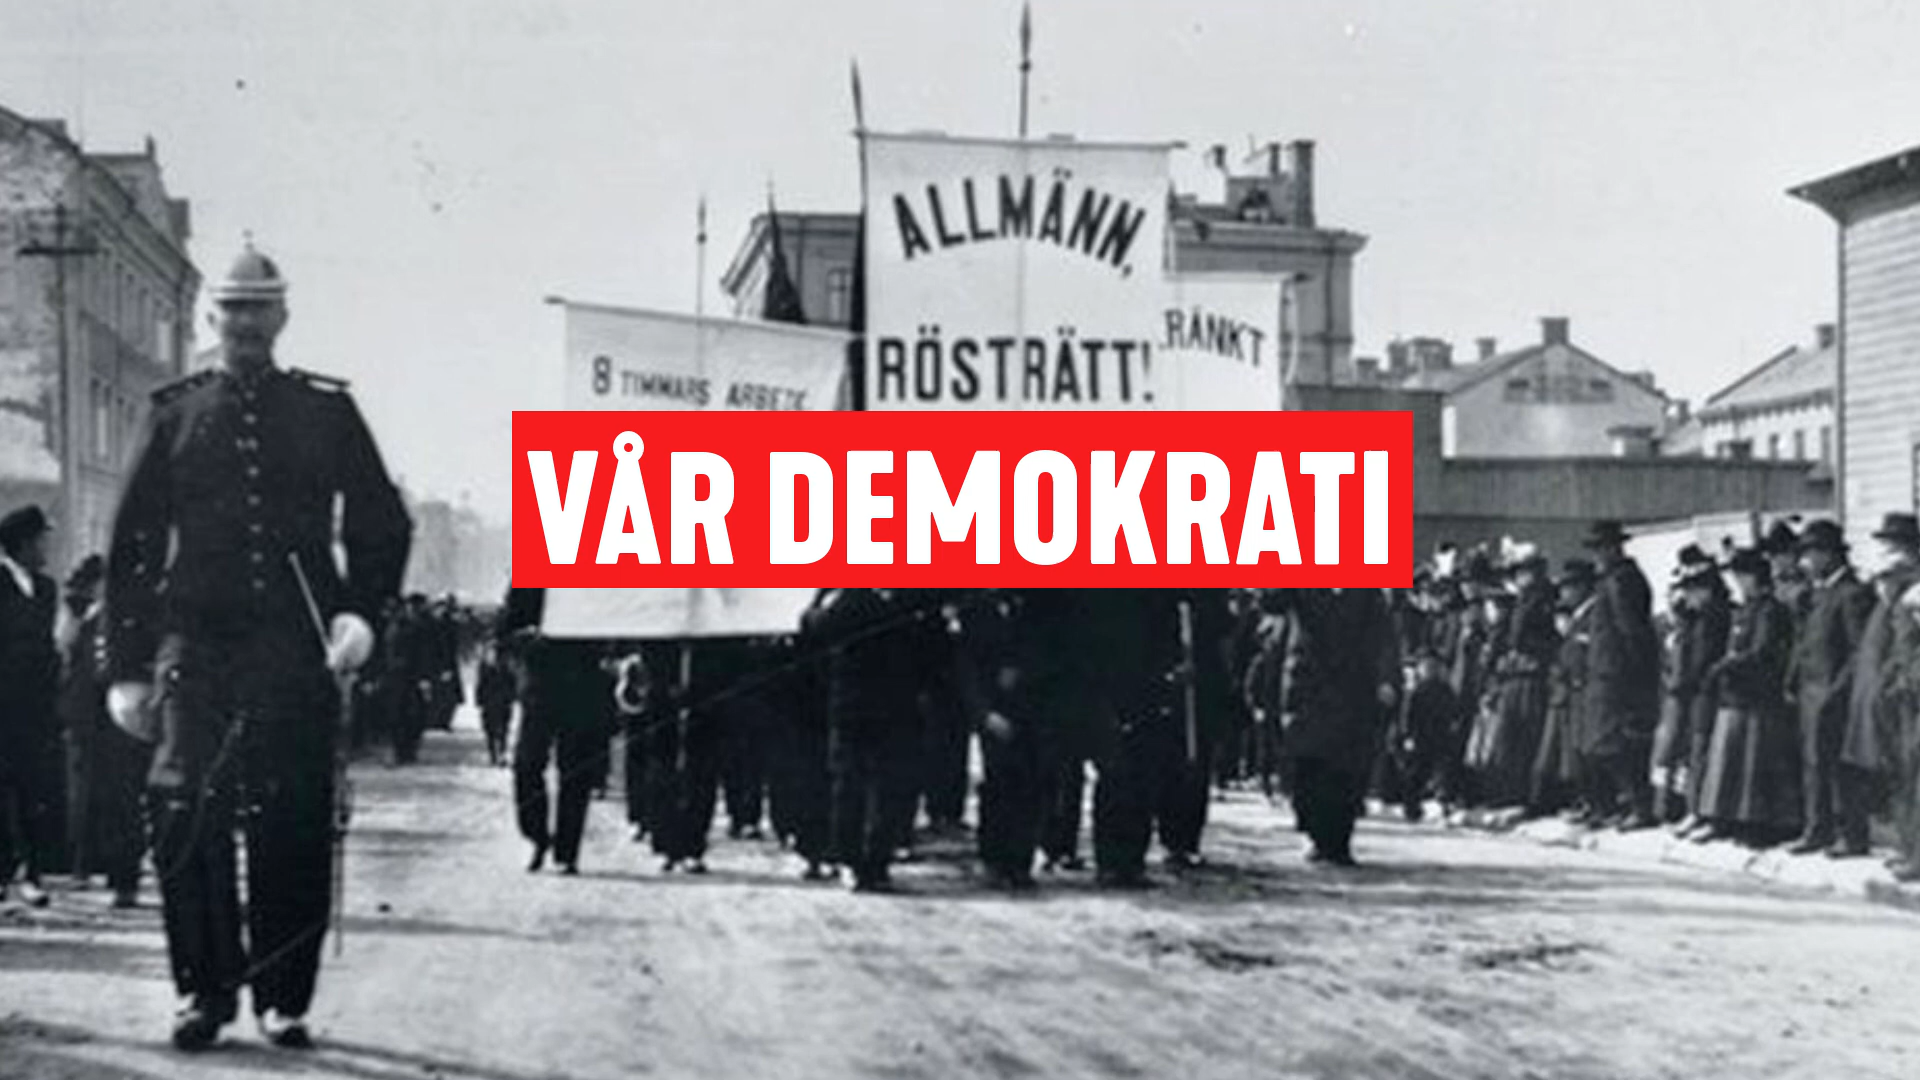 ALLMÄNN,
RÖSTRÄTT!
RÄNKT
8 TIMMARS ARBETE
VÅR DEMOKRATI